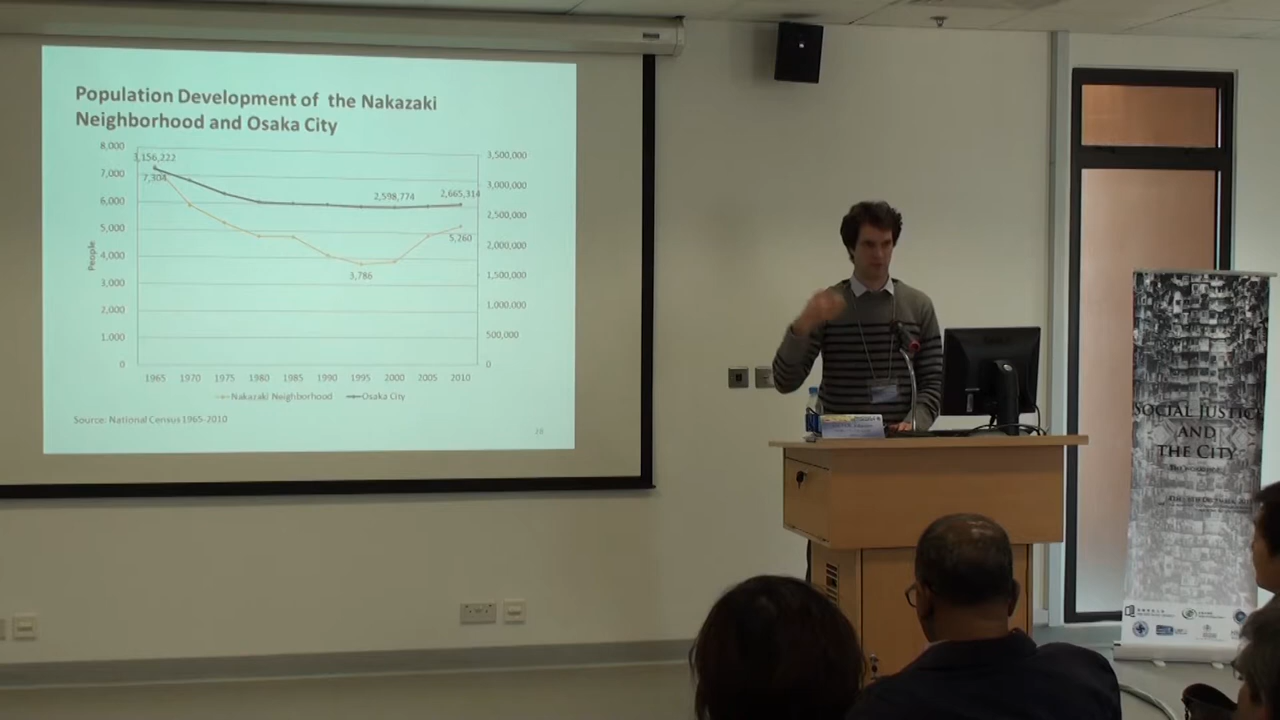 Population Development of the Nakazaki
Neighborhood and Osaka City
8,000
7,000
6,000
5,000
4,000
3,000
2,000
1,000
0
People
3,156,222
7,304
3,786
2,598,774
2,665,314
5,260
3,500,000
3,000,000
2,500,000
2,000,000
1,500,000
1,000,000
500,000
0
1965 1970 1975 1980 1985 1990 1995 2000 2005 2010
Nakazaki Neighborhood Osaka City
Source: National Census 1965-2010
SOCIAL JUSTICE
AND
THE CITY